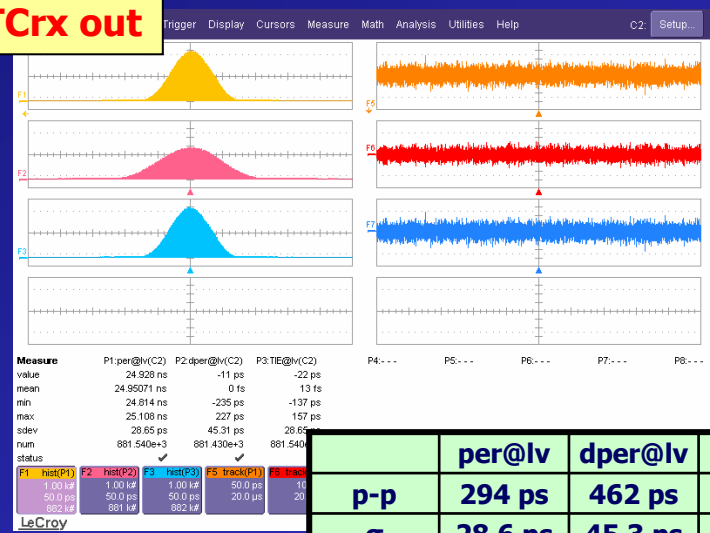 TCrx out
Trigger Display Cursors Measure Math Analysis Utilities Help C2: Setup...
F1
F5
F2
F6
F3
F7
Measure P1:per@lv(C2) P2:dper@lv(C2) P3:TIE@lv(C2) P4:- - - P5:- - - P6:- - - P7:- - - P8:- - -
value 24.928 ns -11 ps -22 ps
mean 24.95071 ns 0 fs 13 fs
min 24.814 ns -235 ps -137 ps
max 25.108 ns 227 ps 157 ps
sdev 28.65 ps 45.31 ps 28.65 ps
num 881.540e+3 881.430e+3 881.540
status ✓ ✓
F1 hist(P1) F2 hist(P2) F3 hist(P3) F5 track(P1) F6 track
1.00 k# 1.00 k# 1.00 k# 50.0 ps 10
50.0 ps 50.0 ps 50.0 ps 20.0 µs 20
882 k# 881 k# 882 k#
LeCroy
per@lv dper@lv
p-p 294 ps 462 ps
σ 28.6 ps 45.3 ps